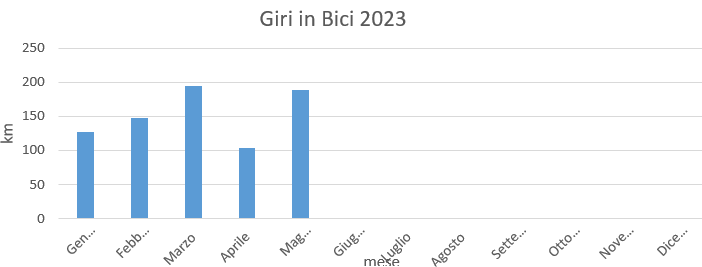 Giri in Bici 2023
250
200
150
100
50
0
km
Gen...
Febb...
Marzo
Aprile
Mag...
Giug...
Luglio
Agosto
Sette...
Otto...
Nove...
Dice...
mese